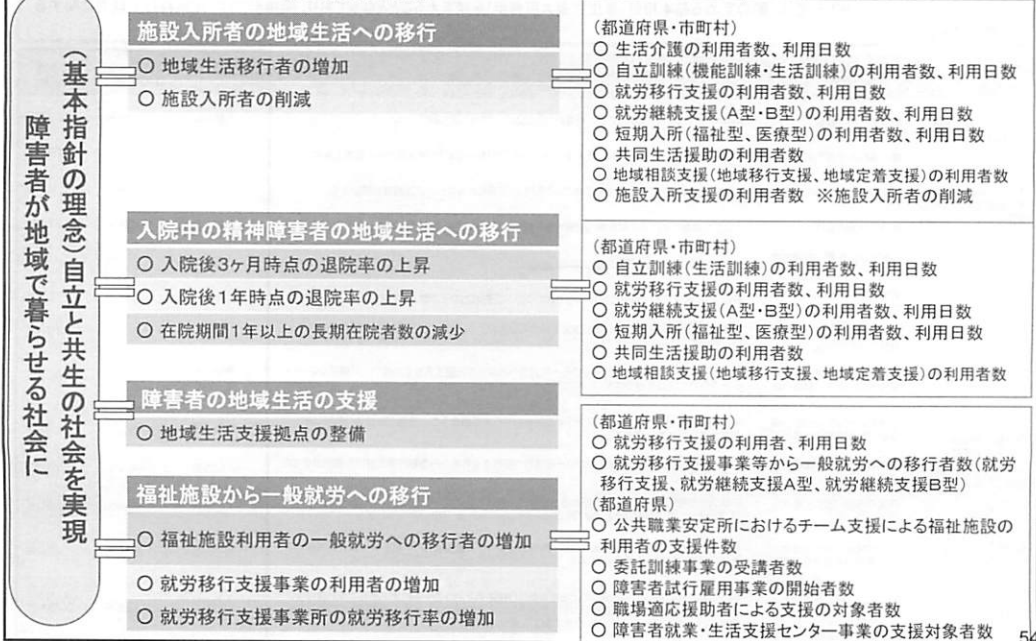 (基本指針の理念)自立と共生の社会を実現
障害者が地域で暮らせる社会に
施設入所者の地域生活への移行
○ 地域生活移行者の増加
○ 施設入所者の削減
(都道府県・市町村)
○ 生活介護の利用者数、利用日数
○ 自立訓練(機能訓練・生活訓練)の利用者数、利用日数
○ 就労移行支援の利用者数、利用日数
○ 就労継続支援(A型・B型)の利用者数、利用日数
○ 短期入所(福祉型、医療型)の利用者数、利用日数
○ 共同生活援助の利用者数
○ 地域相談支援(地域移行支援、地域定着支援)の利用者数
○ 施設入所支援の利用者数 ※施設入所者の削減
入院中の精神障害者の地域生活への移行
○ 入院後3ヶ月時点の退院率の上昇
○ 入院後1年時点の退院率の上昇
○ 在院期間1年以上の長期在院者数の減少
(都道府県・市町村)
○ 自立訓練(生活訓練)の利用者数、利用日数
○ 就労移行支援の利用者数、利用日数
○ 就労継続支援(A型・B型)の利用者数、利用日数
○ 短期入所(福祉型、医療型)の利用者数、利用日数
○ 共同生活援助の利用者数
○ 地域相談支援(地域移行支援、地域定着支援)の利用者数
障害者の地域生活の支援
○ 地域生活支援拠点の整備
福祉施設から一般就労への移行
○ 福祉施設利用者の一般就労への移行者の増加
○ 就労移行支援事業の利用者の増加
○ 就労移行支援事業所の就労移行率の増加
(都道府県・市町村)
○ 就労移行支援の利用者、利用日数
○ 就労移行支援事業等から一般就労への移行者数(就労
移行支援、就労継続支援A型、就労継続支援B型)
(都道府県)
○ 公共職業安定所におけるチーム支援による福祉施設の
利用者の支援件数
○ 委託訓練事業の受講者数
○ 障害者試行雇用事業の開始者数
○ 職場適応援助者による支援の対象者数
○ 障害者就業・生活支援センター事業の支援対象者数